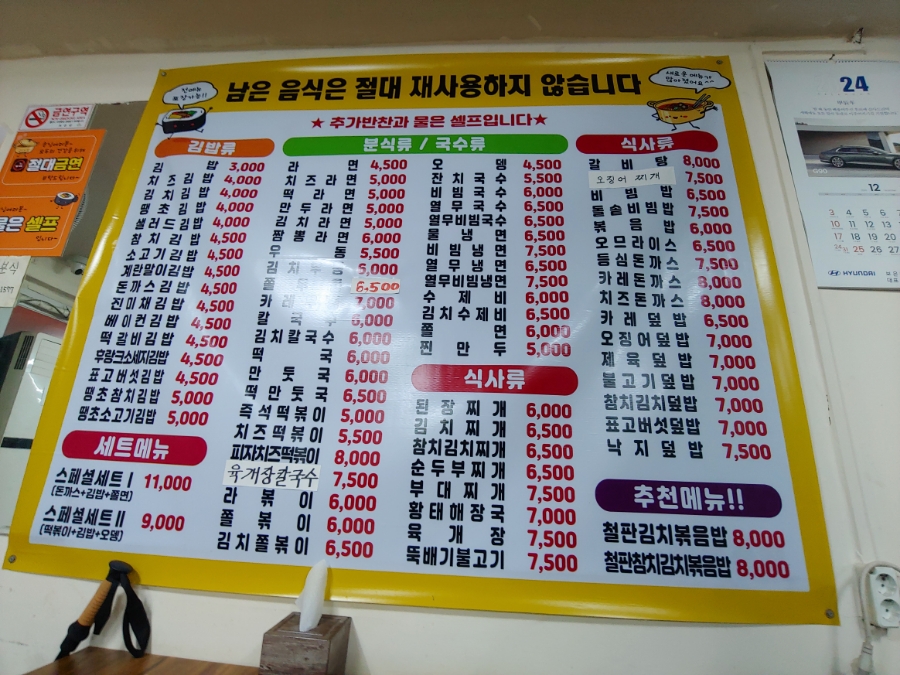 남은 음식은 절대 재사용하지 않습니다
★ 추가반찬과 물은 셀프입니다★
금연구역
절대금연
물은 셀프
김밥류
김밥 3,000
치즈김밥 4,000
김치김밥 4,000
땡초김밥 4,000
샐러드김밥 4,000
참치김밥 4,500
소고기김밥 4,500
계란말이김밥 4,500
돈까스김밥 4,500
진미채김밥 4,500
베이컨김밥 4,500
떡갈비김밥 4,500
후랑크소세지김밥 4,500
표고버섯김밥 4,500
땡초참치김밥 5,000
땡초소고기김밥 5,000
세트메뉴
스페셜세트 I 11,000
(돈까스+김밥+쫄면)
스페셜세트 II 9,000
(떡볶이+김밥+오뎅)
분식류 / 국수류
라면 4,500
치즈라면 5,000
떡라면 5,000
만두라면 5,000
김치라면 5,000
짬뽕라면 6,000
우동 5,000
김치우동 5,000
쫄우동 6,500
카레 7,000
칼국수 6,000
김치칼국수 6,000
떡국 6,000
만둣국 6,000
떡만둣국 6,500
즉석떡볶이 5,000
치즈떡볶이 5,500
피자치즈떡볶이 8,000
육개장칼국수 7,500
라볶이 6,000
쫄볶이 6,000
김치쫄볶이 6,500
오뎅 4,500
잔치국수 5,500
비빔국수 6,000
열무국수 6,000
열무비빔국수 6,500
물냉면 6,500
비빔냉면 7,500
열무냉면 6,500
열무비빔냉면 7,500
수제비 6,000
김치수제비 6,500
쫄면 6,000
찐만두 5,000
식사류
된장찌개 6,000
김치찌개 6,000
참치김치찌개 6,500
순두부찌개 6,500
부대찌개 6,500
황태해장국 7,000
육개장 7,500
뚝배기불고기 7,500
식사류
갈비탕 8,000
오징어 찌개 7,500
비빔밥 6,500
돌솥비빔밥 7,500
볶음밥 6,000
오므라이스 6,500
등심돈까스 7,500
카레돈까스 8,000
치즈돈까스 8,000
카레덮밥 6,500
오징어덮밥 7,000
제육덮밥 7,000
불고기덮밥 7,000
참치김치덮밥 7,000
표고버섯덮밥 7,000
낙지덮밥 7,500
추천메뉴!!
철판김치볶음밥 8,000
철판참치김치볶음밥 8,000
24
G90
12
3 4 5 6 7
10 11 12 13 14
17 18 19 20 21
25 26 27 28
HYUNDAI